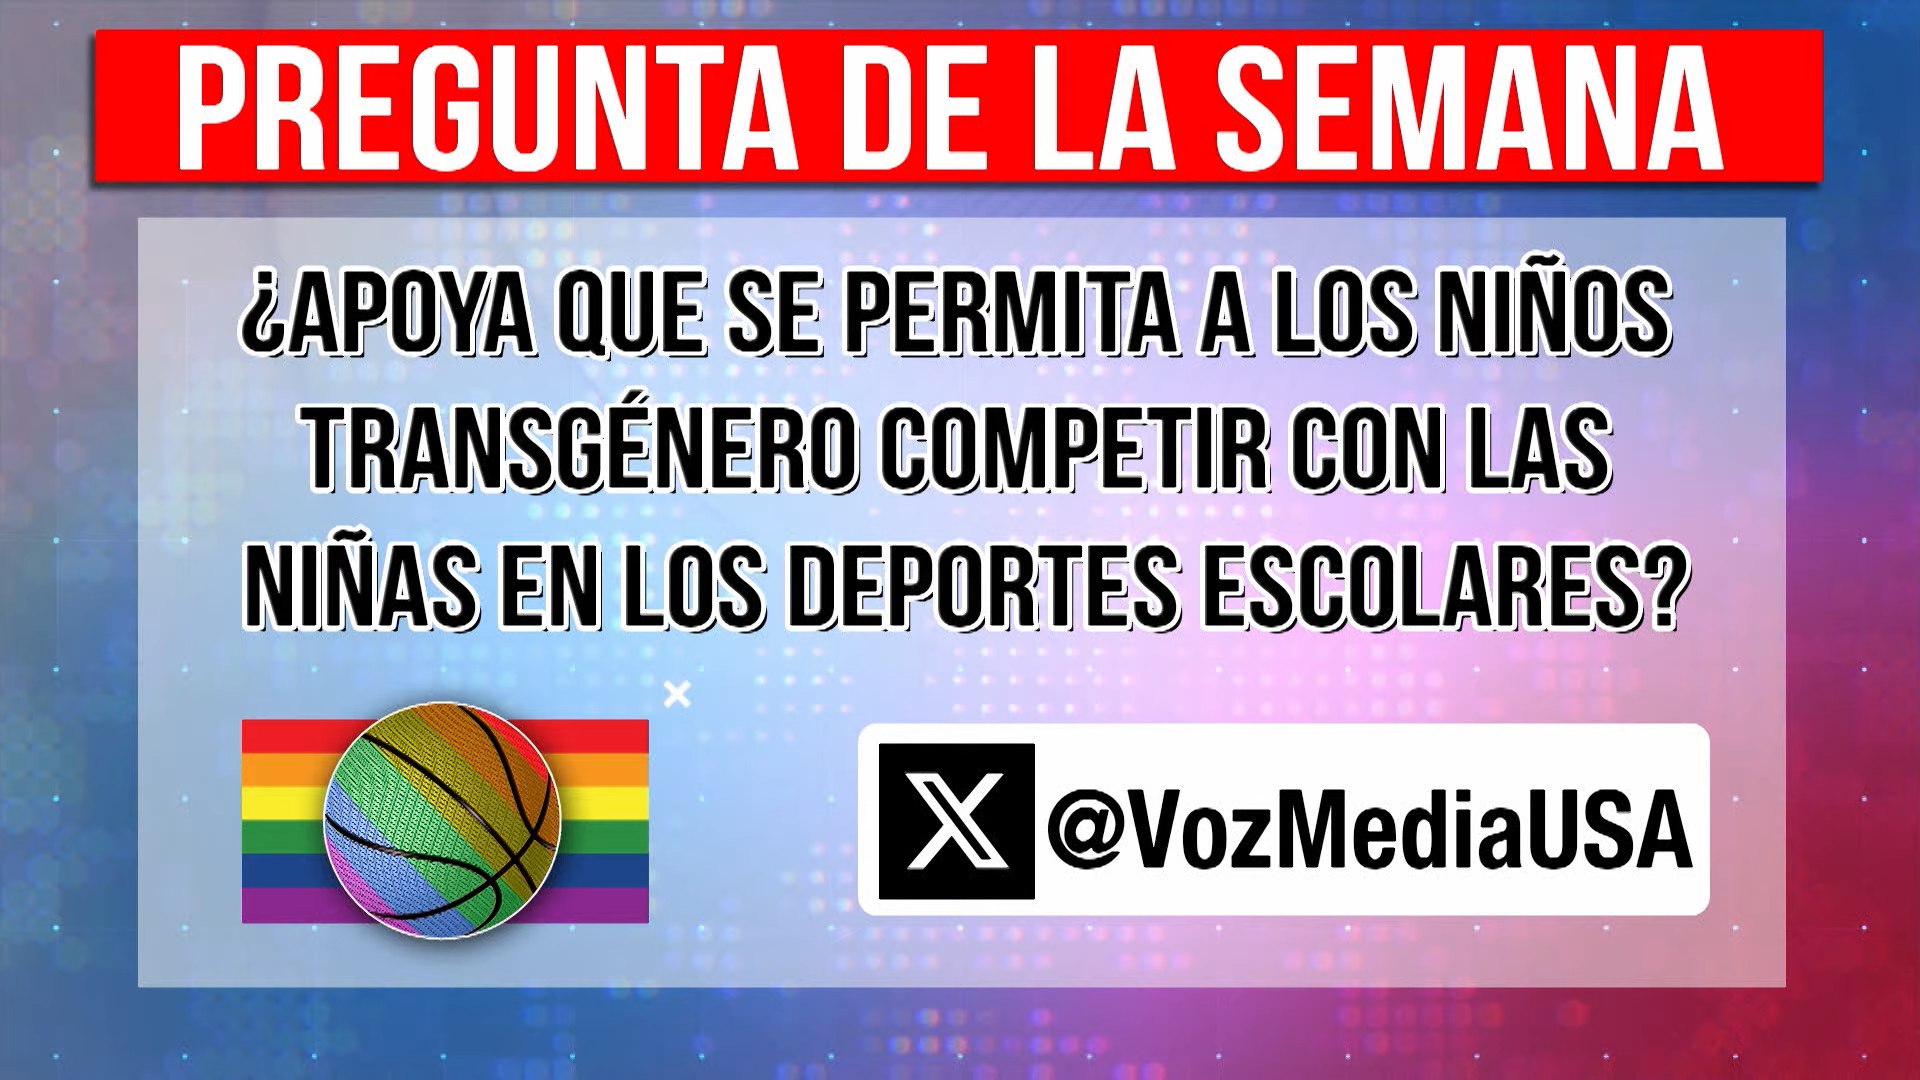 PREGUNTA DE LA SEMANA
¿APOYA QUE SE PERMITA A LOS NIÑOS
TRANSGÉNERO COMPETIR CON LAS
NIÑAS EN LOS DEPORTES ESCOLARES?
X @VozMediaUSA